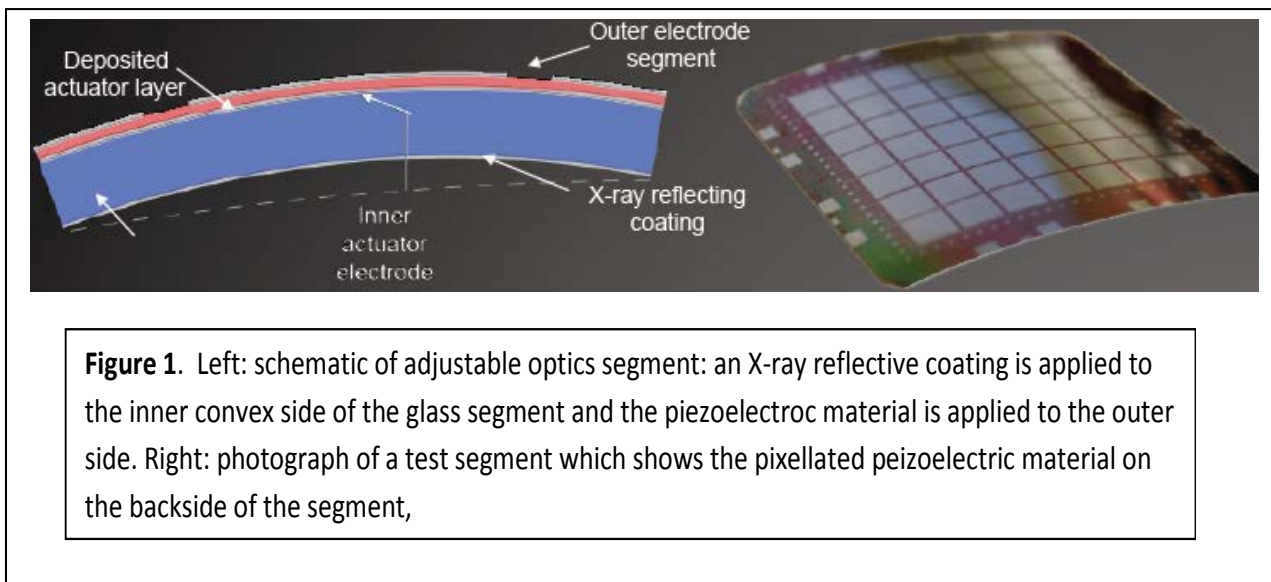 Deposited
actuator layer
Outer electrode
segment
X-ray reflecting
coating
Inner
actuator
electrode
Figure 1. Left: schematic of adjustable optics segment: an X-ray reflective coating is applied to
the inner convex side of the glass segment and the piezoelectroc material is applied to the outer
side. Right: photograph of a test segment which shows the pixellated peizoelectric material on
the backside of the segment,